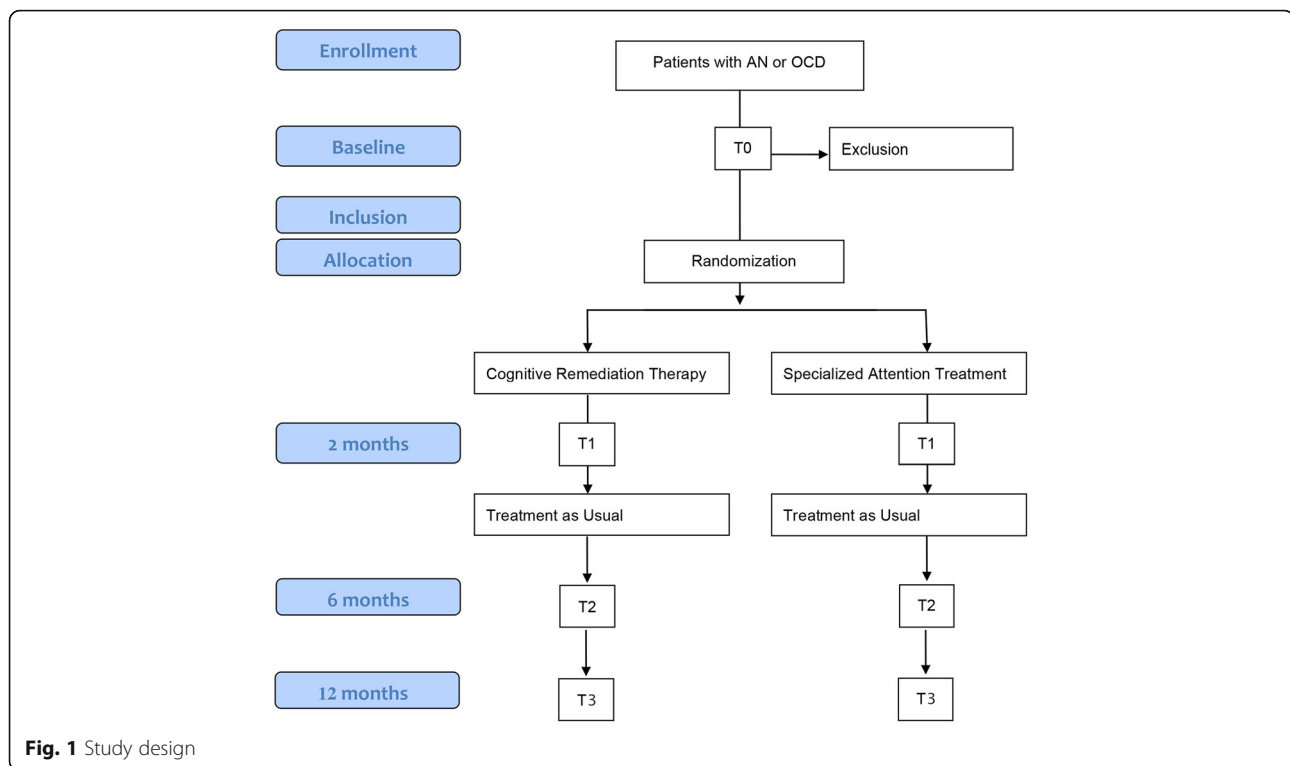 Enrollment
Patients with AN or OCD
Baseline
T0
Exclusion
Inclusion
Allocation
Randomization
Cognitive Remediation Therapy
Specialized Attention Treatment
2 months
T1
T1
Treatment as Usual
Treatment as Usual
6 months
T2
T2
12 months
T3
T3
Fig. 1 Study design